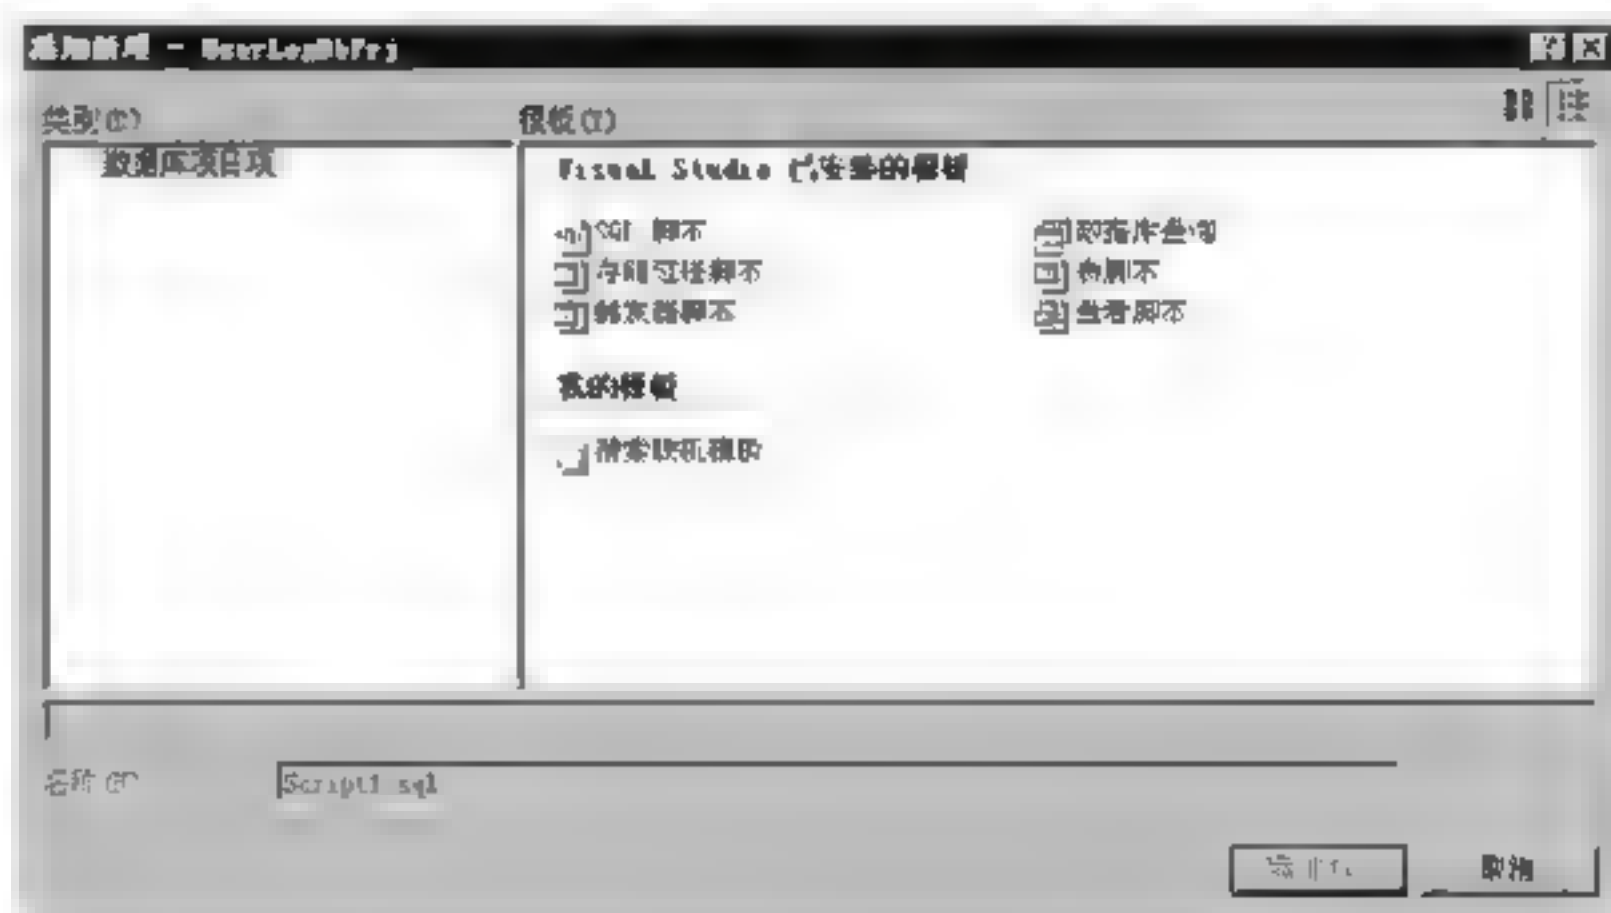 添加新项 - UserLogDbPrj
类别(C)
模板(T)
数据库项目项
Visual Studio 已安装的模板
SQL 脚本
数据库查询
存储过程脚本
表脚本
触发器脚本
查看脚本
我的模板
搜索联机模板
名称
Script1.sql
取消